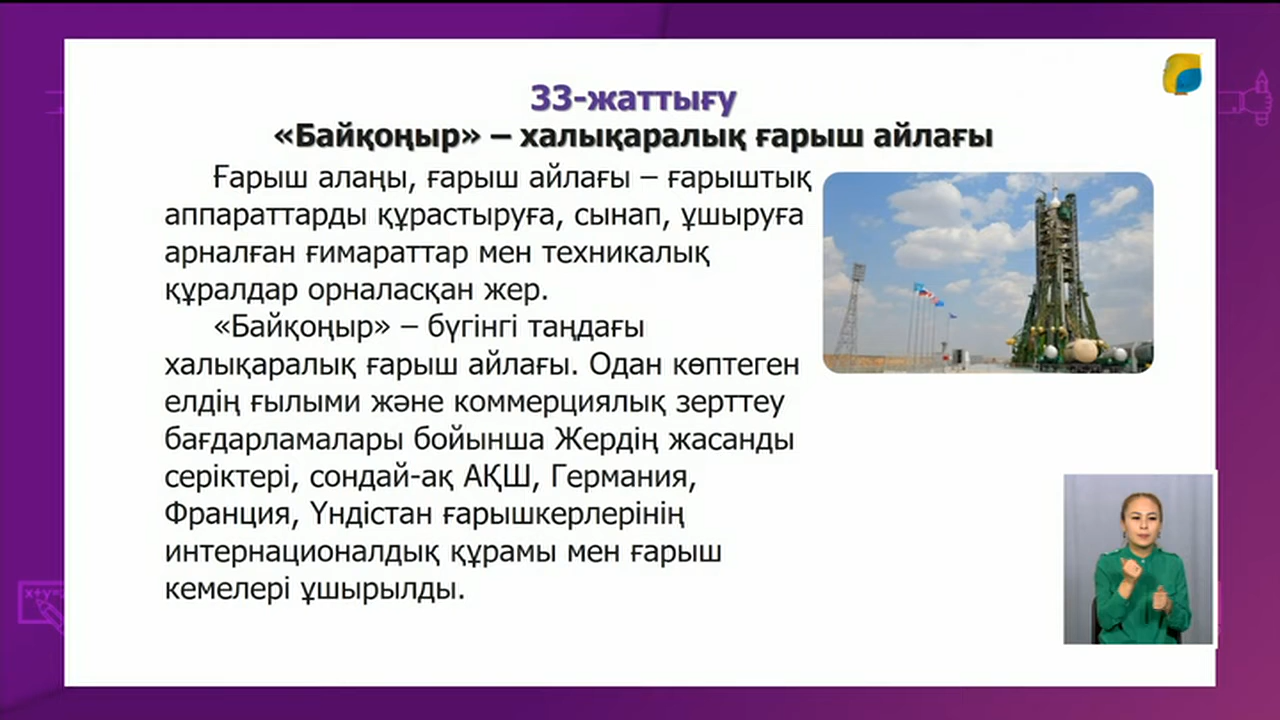 33-жаттығу
«Байқоңыр» – халықаралық ғарыш айлағы
Ғарыш алаңы, ғарыш айлағы – ғарыштық
аппараттарды құрастыруға, сынап, ұшыруға
арналған ғимараттар мен техникалық
құралдар орналасқан жер.
«Байқоңыр» – бүгінгі таңдағы
халықаралық ғарыш айлағы. Одан көптеген
елдің ғылыми және коммерциялық зерттеу
бағдарламалары бойынша Жердің жасанды
серіктері, сондай-ақ АҚШ, Германия,
Франция, Үндістан ғарышкерлерінің
интернационалдық құрамы мен ғарыш
кемелері ұшырылды.
x+y=